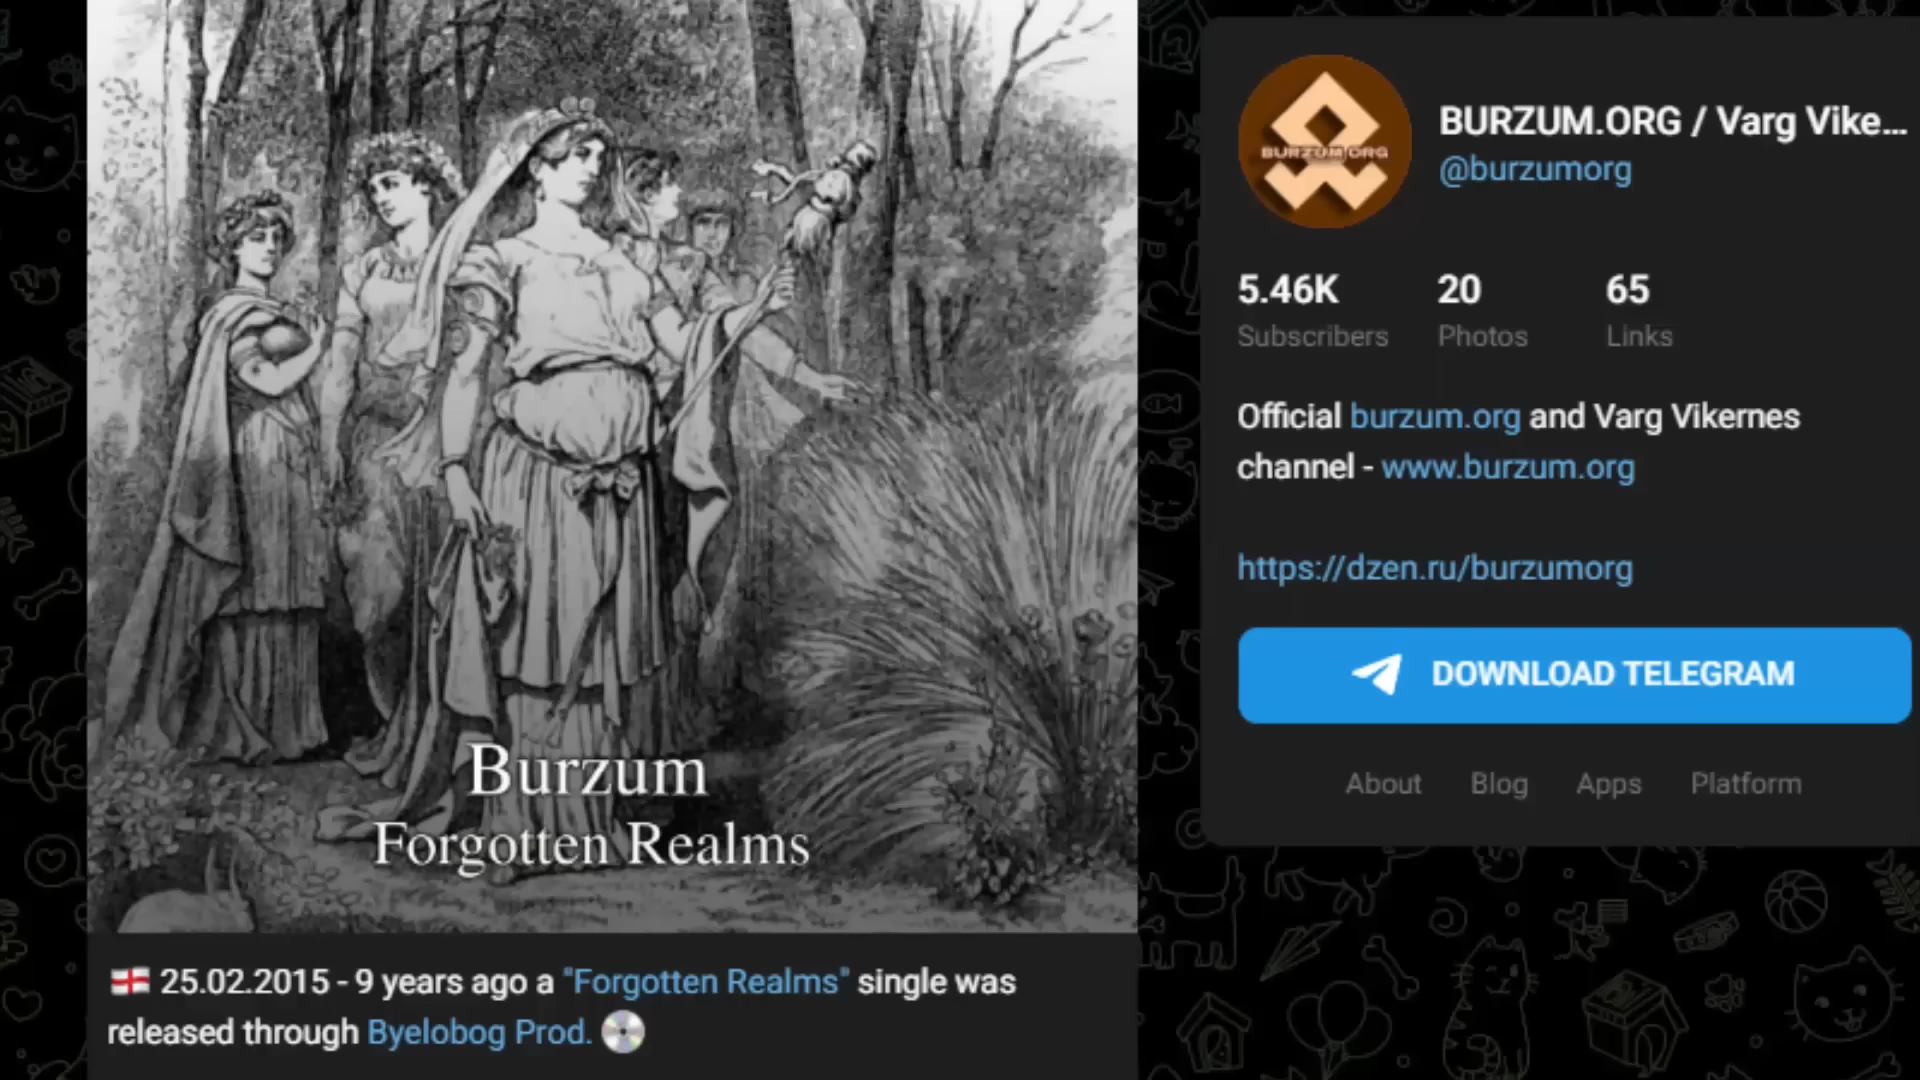 Burzum
Forgotten Realms
25.02.2015 - 9 years ago a "Forgotten Realms" single was
released through Byelobog Prod.
BURZUM ORG
BURZUM.ORG / Varg Vike...
@burzumorg
5.46K 20 65
Subscribers Photos Links
Official burzum.org and Varg Vikernes
channel - www.burzum.org
https://dzen.ru/burzumorg
DOWNLOAD TELEGRAM
About Blog Apps Platform